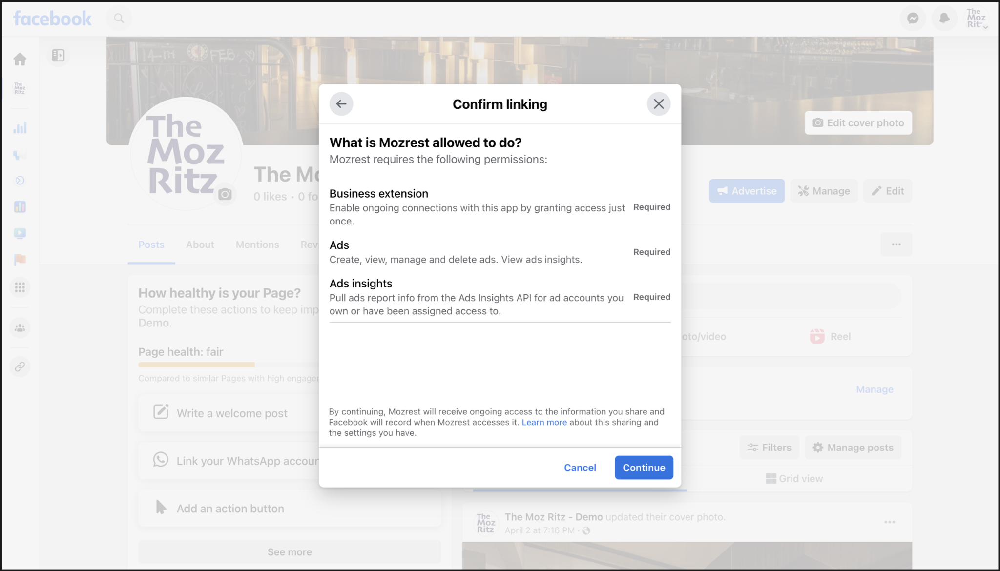 facebook
The
Moz
Ritz
The
Moz
Ritz
14-m
FEB.
Edit cover photo
The
Moz
Ritz
The Mo
0 likes · 0 fo
Advertise
Manage
Edit
Posts
About
Mentions
Rev
How healthy is your Page?
Complete these actions to keep imp
Demo.
Page health: fair
Compared to similar Pages with high engager
Write a welcome post
Link your WhatsApp accoun
Add an action button
See more
Confirm linking
What is Mozrest allowed to do?
Mozrest requires the following permissions:
Business extension
Enable ongoing connections with this app by granting access just
once.
Required
Ads
Create, view, manage and delete ads. View ads insights.
Required
Ads insights
Pull ads report info from the Ads Insights API for ad accounts you
own or have been assigned access to.
Required
By continuing, Mozrest will receive ongoing access to the information you share and
Facebook will record when Mozrest accesses it. Learn more about this sharing and
the settings you have.
Cancel
Continue
oto/video
Reel
Manage
Filters
Manage posts
Grid view
The
Moz
Ritz
The Moz Ritz - Demo updated their cover photo.
April 2 at 7:16 PM ·